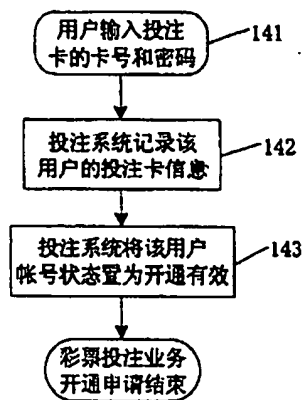 用户输入投注
卡的卡号和密码
141
投注系统记录该
用户的投注卡信息
142
投注系统将该用户
帐号状态置为开通有效
143
彩票投注业务
开通申请结束